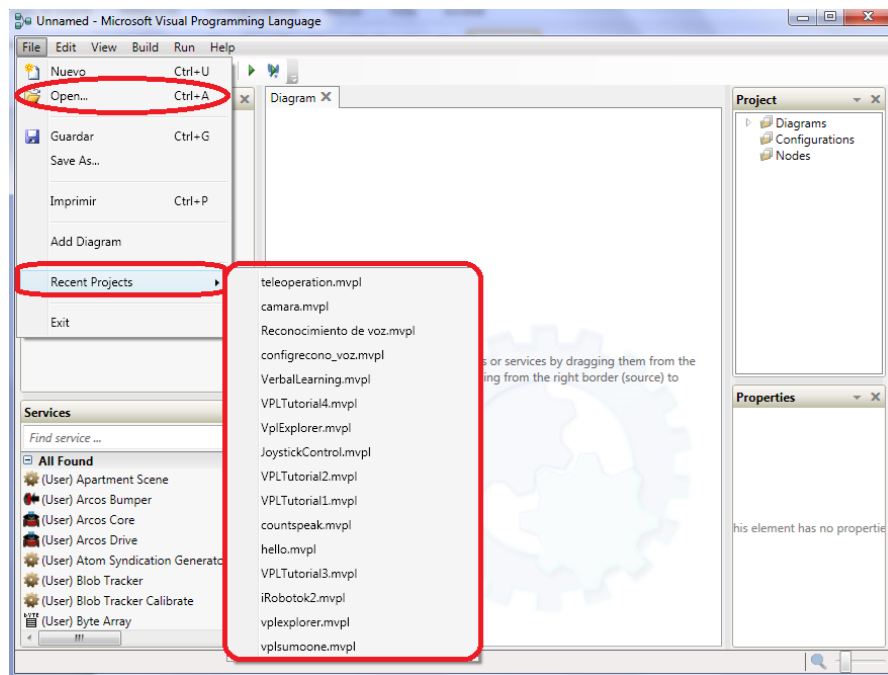 Unnamed - Microsoft Visual Programming Language
File Edit View Build Run Help
Nuevo Ctrl+U
Open... Ctrl+A
Guardar Ctrl+G
Save As...
Imprimir Ctrl+P
Add Diagram
Recent Projects
Exit
Diagram
teleoperation.mvpl
camara.mvpl
Reconocimiento de voz.mvpl
configrecono_voz.mvpl
VerbalLearning.mvpl
VPLTutorial4.mvpl
VplExplorer.mvpl
JoystickControl.mvpl
VPLTutorial2.mvpl
VPLTutorial1.mvpl
countspeak.mvpl
hello.mvpl
VPLTutorial3.mvpl
iRobotok2.mvpl
vplexplorer.mvpl
vplsumoone.mvpl
s or services by dragging them from the
ing from the right border (source) to
Services
Find service ...
All Found
(User) Apartment Scene
(User) Arcos Bumper
(User) Arcos Core
(User) Arcos Drive
(User) Atom Syndication Generato
(User) Blob Tracker
(User) Blob Tracker Calibrate
(User) Byte Array
Project
Diagrams
Configurations
Nodes
Properties
his element has no propertie